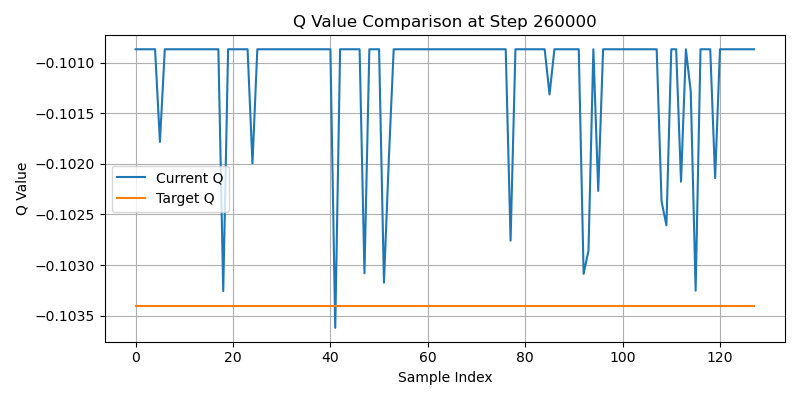 Q Value Comparison at Step 260000
−0.1010
−0.1015
−0.1020
−0.1025
−0.1030
−0.1035
Q Value
Current Q
Target Q
0 20 40 60 80 100 120
Sample Index